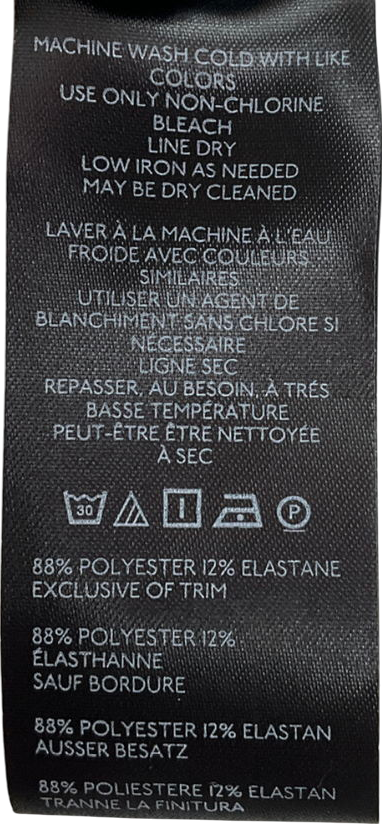 MACHINE WASH COLD WITH LIKE
COLORS
USE ONLY NON-CHLORINE
BLEACH
LINE DRY
LOW IRON AS NEEDED
MAY BE DRY CLEANED
LAVER À LA MACHINE À L'EAU
FROIDE AVEC COULEURS
SIMILAIRES
UTILISER UN AGENT DE
BLANCHIMENT SANS CHLORE SI
NÉCESSAIRE
LIGNE SEC
REPASSER, AU BESOIN, À TRÉS
BASSE TEMPÉRATURE
PEUT-ÊTRE ÊTRE NETTOYÉE
À SEC
30 P
88% POLYESTER 12% ELASTANE
EXCLUSIVE OF TRIM
88% POLYESTER 12%
ÉLASTHANNE
SAUF BORDURE
88% POLYESTER 12% ELASTAN
AUSSER BESATZ
88% POLIESTERE 12% ELASTAN
TRANNE LA FINITURA